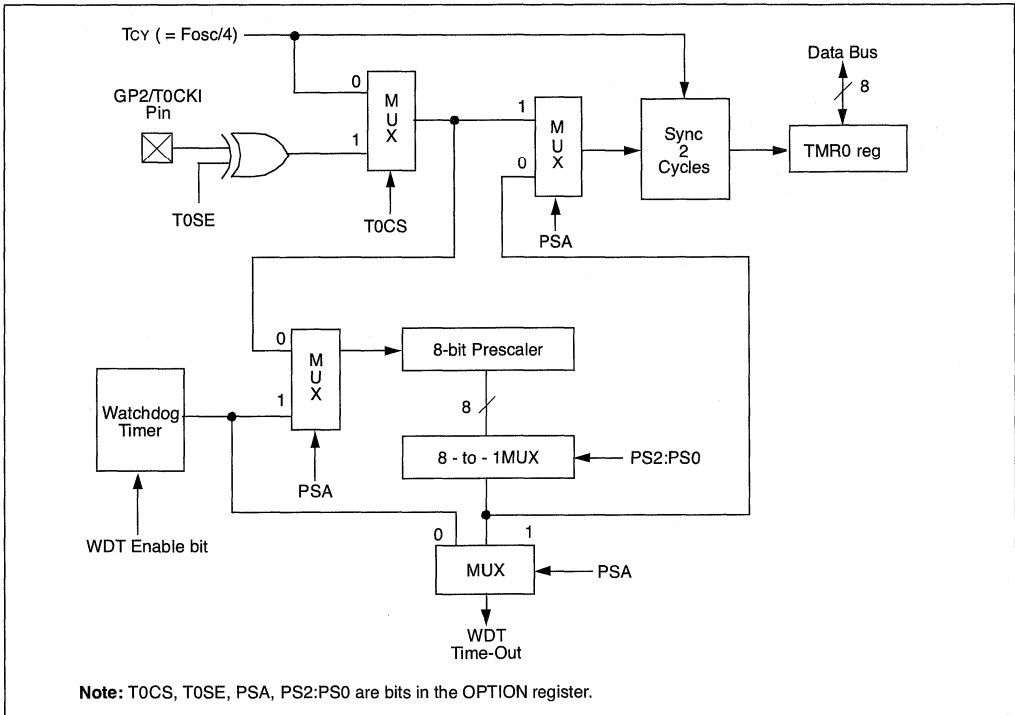 TCY ( = Fosc/4)
Data Bus
8
GP2/T0CKI
Pin
0
1
MUX
T0SE
T0CS
1
0
MUX
PSA
Sync
2
Cycles
TMR0 reg
0
1
MUX
PSA
8-bit Prescaler
8
Watchdog
Timer
WDT Enable bit
8 - to - 1MUX
PS2:PS0
0
1
MUX
PSA
WDT
Time-Out
Note: T0CS, T0SE, PSA, PS2:PS0 are bits in the OPTION register.